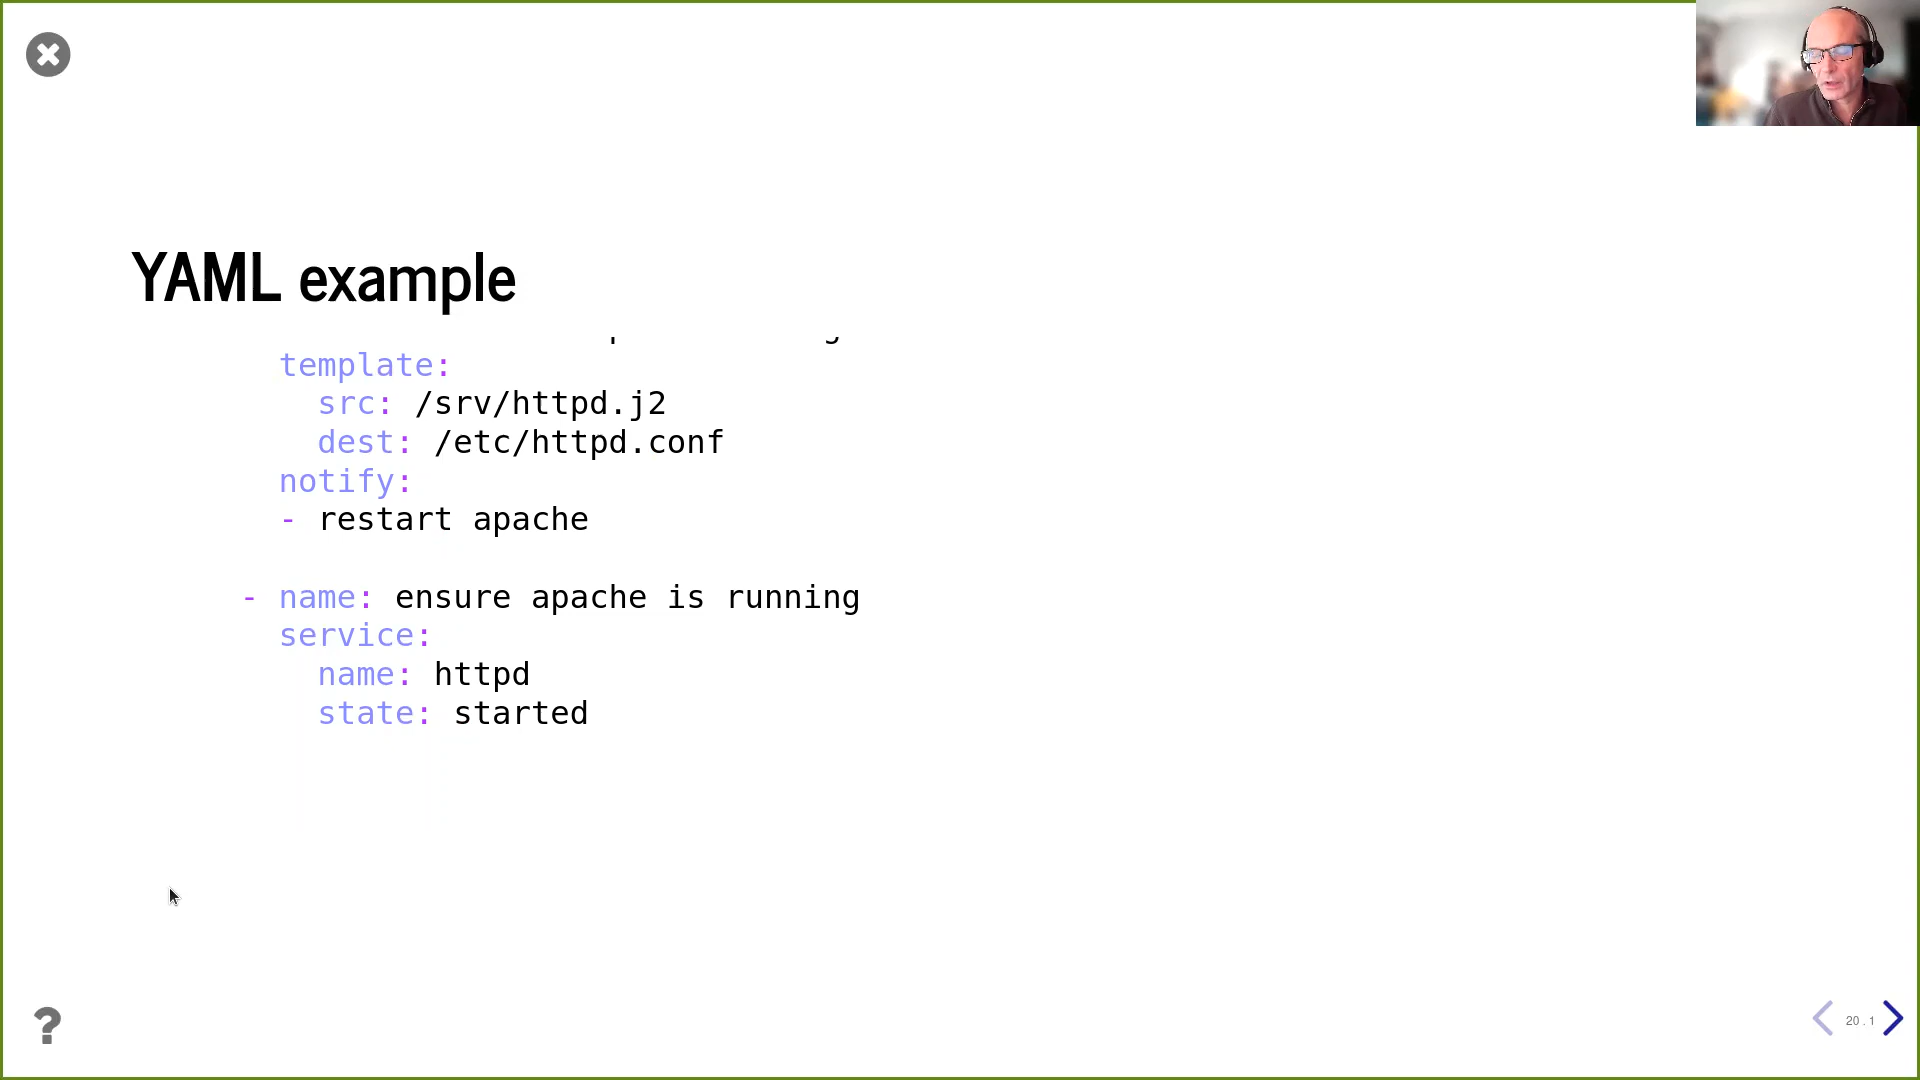 YAML example
template:
src: /srv/httpd.j2
dest: /etc/httpd.conf
notify:
- restart apache
- name: ensure apache is running
service:
name: httpd
state: started
?
20 . 1